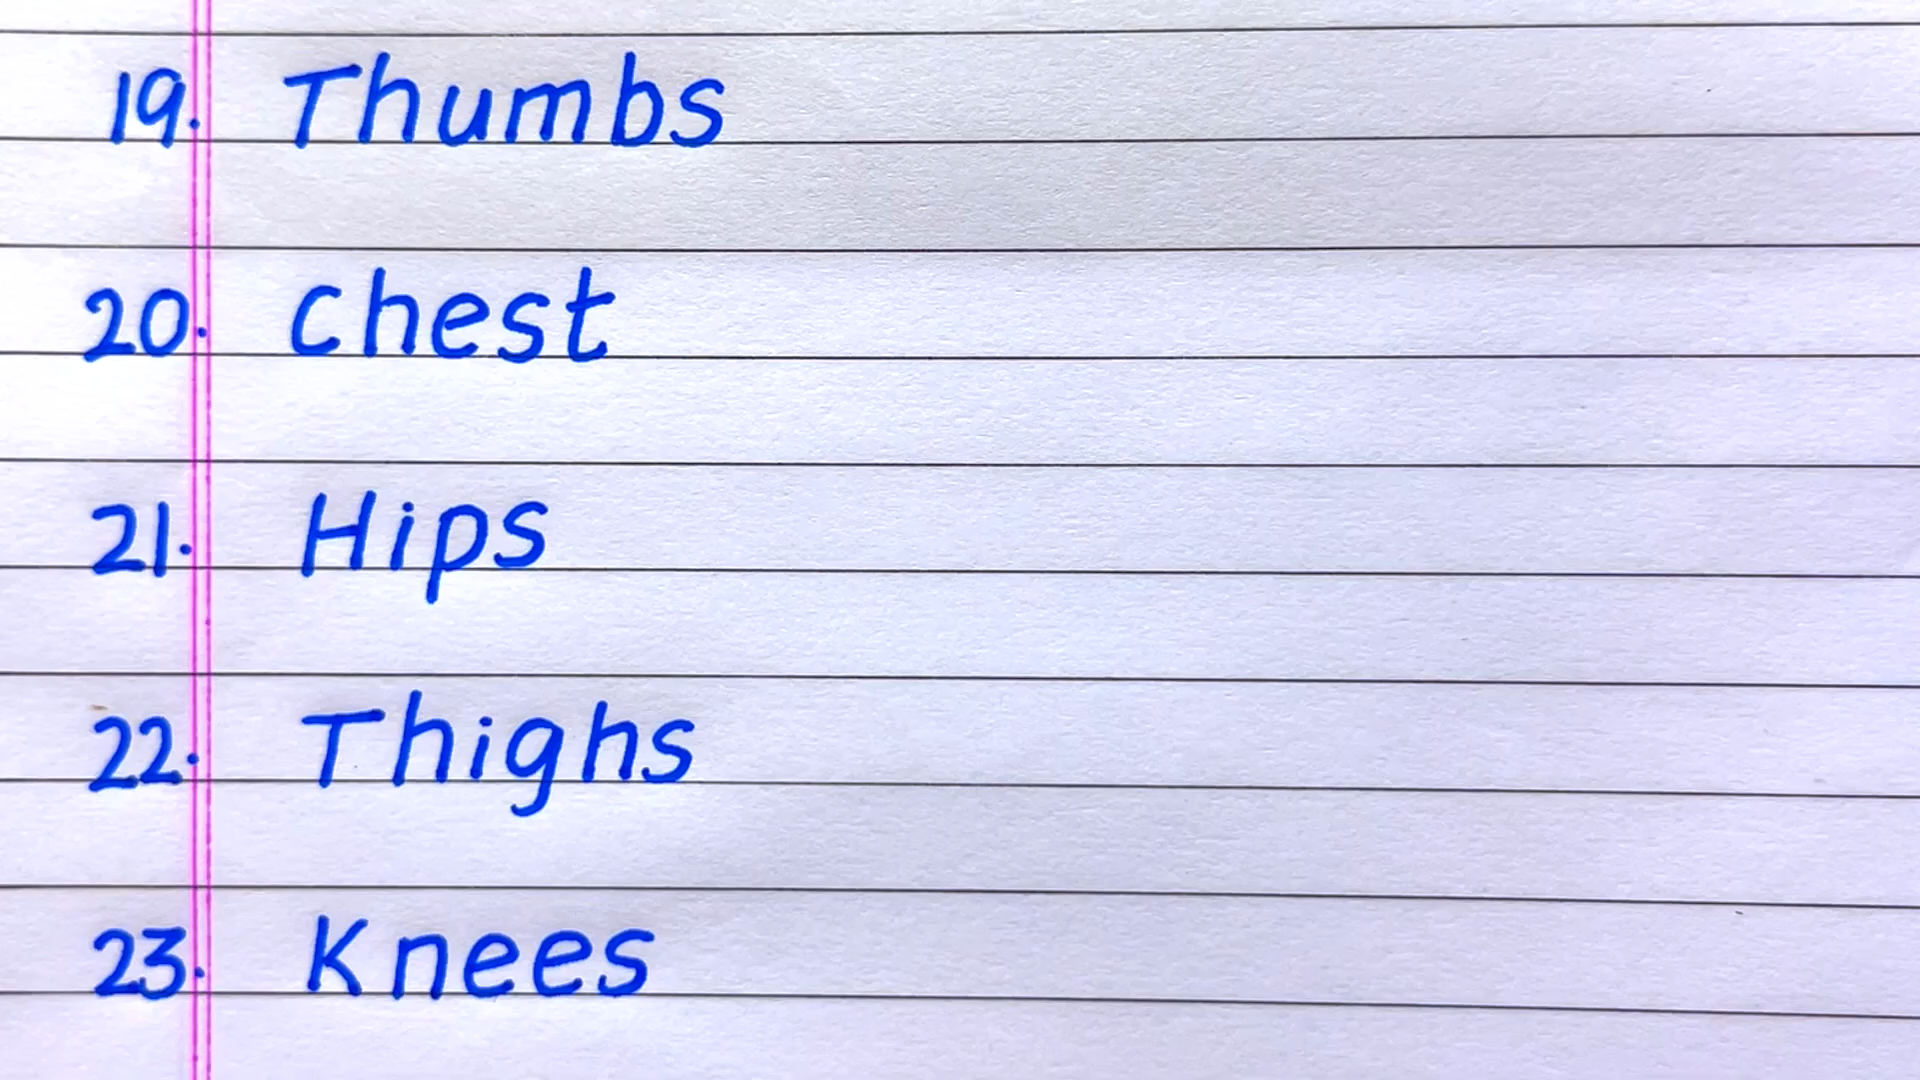 19. Thumbs
20. Chest
21. Hips
22. Thighs
23. Knees